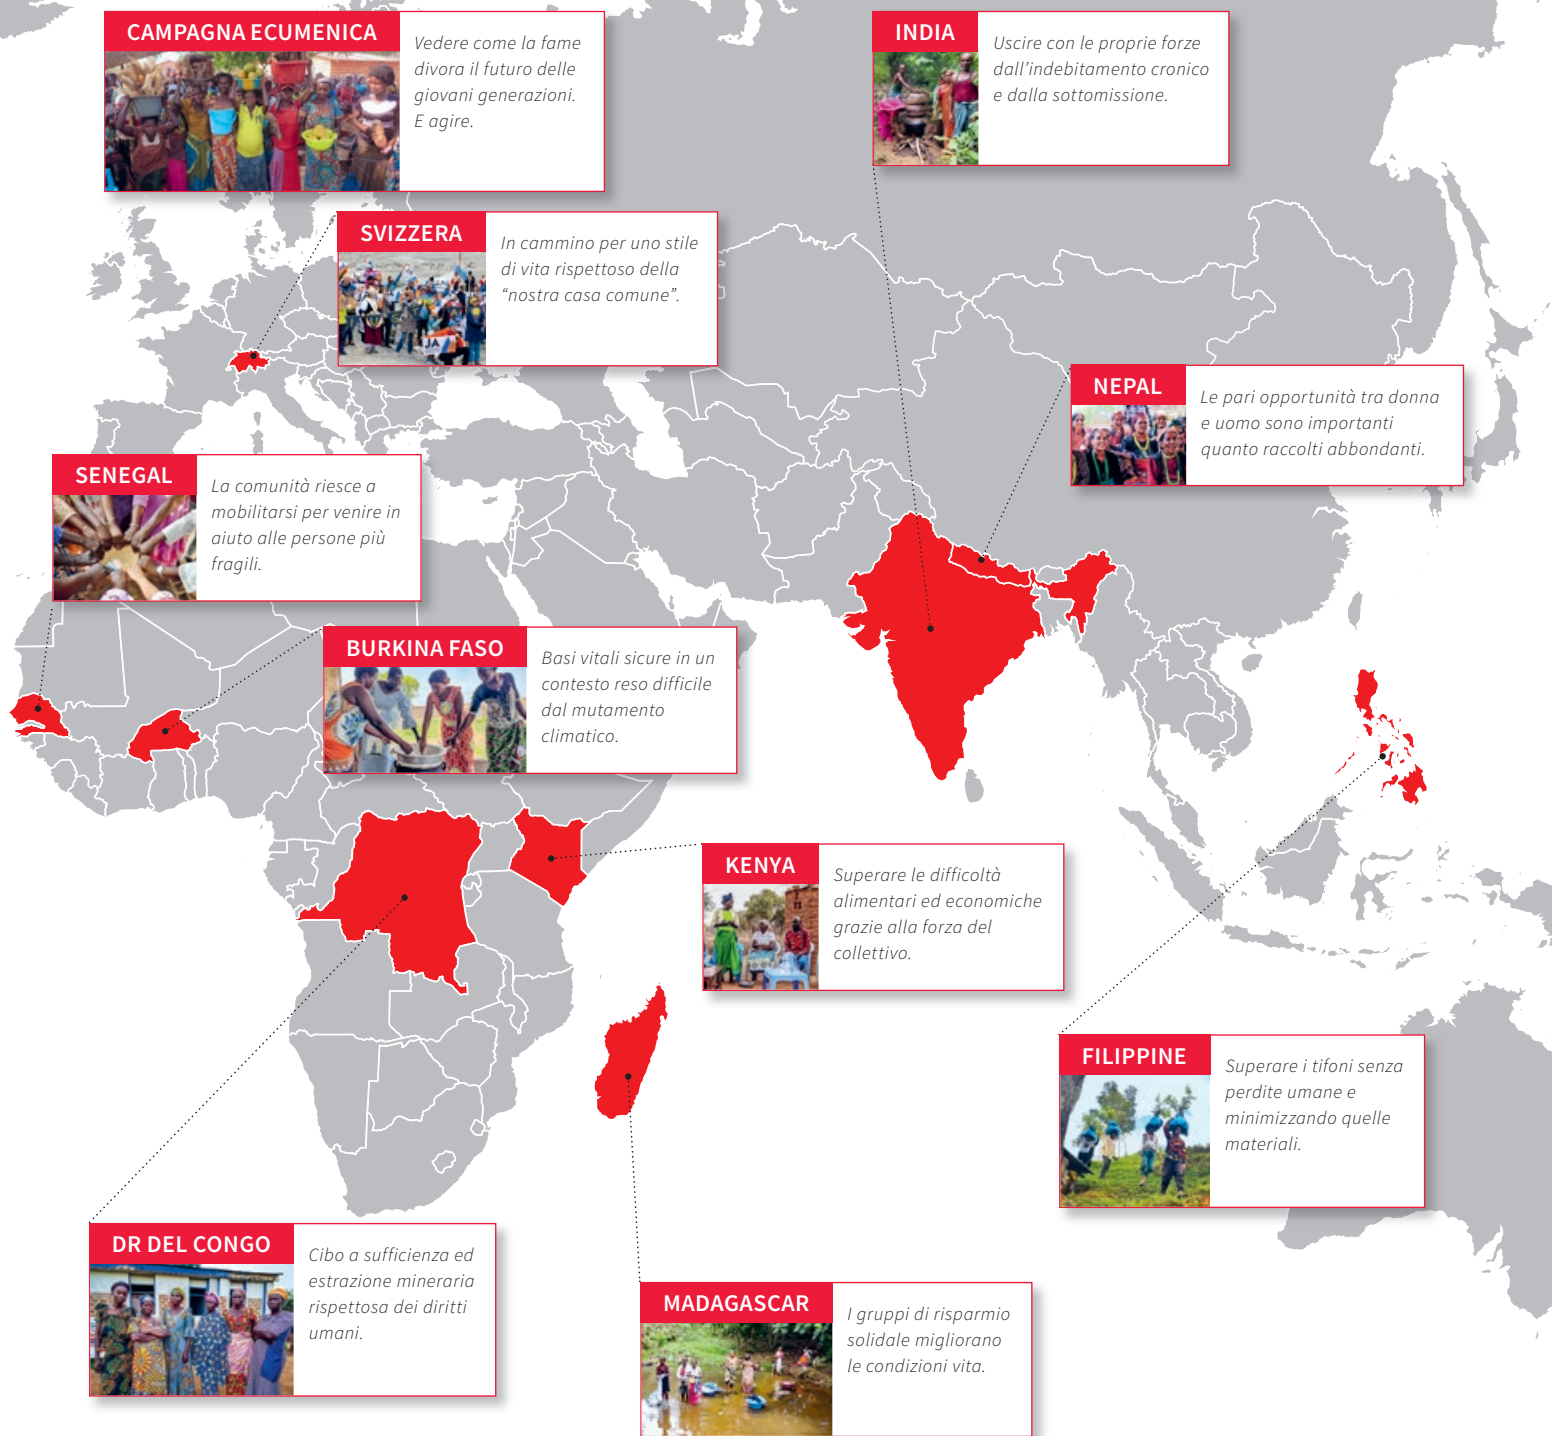 CAMPAGNA ECUMENICA
Vedere come la fame
divora il futuro delle
giovani generazioni.
E agire.
INDIA
Uscire con le proprie forze
dall'indebitamento cronico
e dalla sottomissione.
SVIZZERA
In cammino per uno stile
di vita rispettoso della
“nostra casa comune”.
JA
NEPAL
Le pari opportunità tra donna
e uomo sono importanti
quanto raccolti abbondanti.
SENEGAL
La comunità riesce a
mobilitarsi per venire in
aiuto alle persone più
fragili.
BURKINA FASO
Basi vitali sicure in un
contesto reso difficile
dal mutamento
climatico.
KENYA
Superare le difficoltà
alimentari ed economiche
grazie alla forza del
collettivo.
FILIPPINE
Superare i tifoni senza
perdite umane e
minimizzando quelle
materiali.
DR DEL CONGO
Cibo a sufficienza ed
estrazione mineraria
rispettosa dei diritti
umani.
MADAGASCAR
I gruppi di risparmio
solidale migliorano
le condizioni vita.